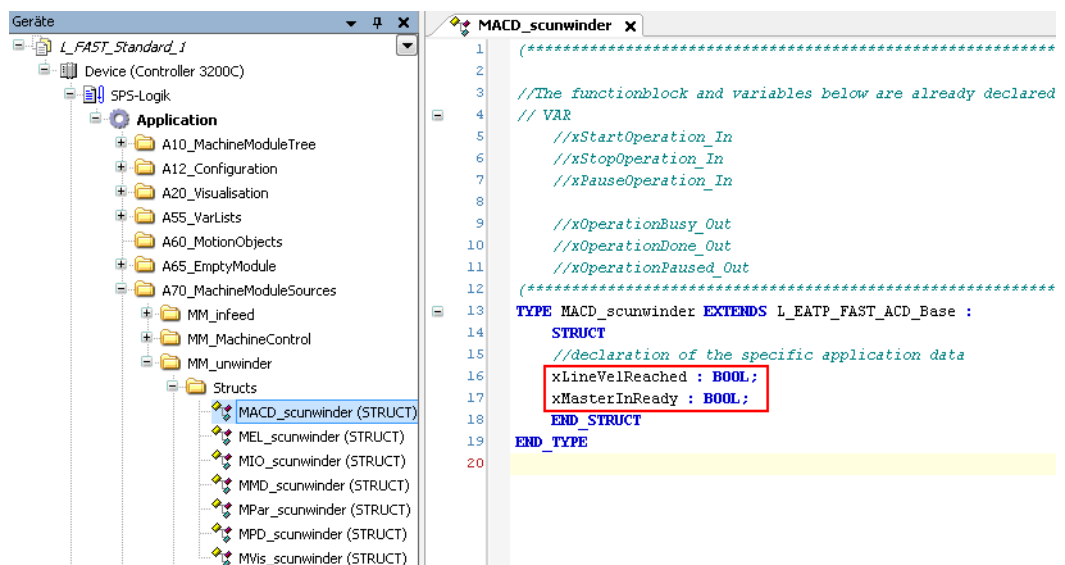 Geräte
L_FAST_Standard_1
Device (Controller 3200C)
SPS-Logik
Application
A10_MachineModuleTree
A12_Configuration
A20_Visualisation
A55_VarLists
A60_MotionObjects
A65_EmptyModule
A70_MachineModuleSources
MM_infeed
MM_MachineControl
MM_unwinder
Structs
MACD_scunwinder (STRUCT)
MEL_scunwinder (STRUCT)
MIO_scunwinder (STRUCT)
MMD_scunwinder (STRUCT)
MPar_scunwinder (STRUCT)
MPD_scunwinder (STRUCT)
MVis_scunwinder (STRUCT)
MACD_scunwinder x
1 (***********************************************************
2
3 //The functionblock and variables below are already declared
4 // VAR
5 //xStartOperation_In
6 //xStopOperation_In
7 //xPauseOperation_In
8
9 //xOperationBusy_Out
10 //xOperationDone_Out
11 //xOperationPaused_Out
12 (***********************************************************
13 TYPE MACD_scunwinder EXTENDS L_EATP_FAST_ACD_Base :
14 STRUCT
15 //declaration of the specific application data
16 xLineVelReached : BOOL;
17 xMasterInReady : BOOL;
18 END_STRUCT
19 END_TYPE
20